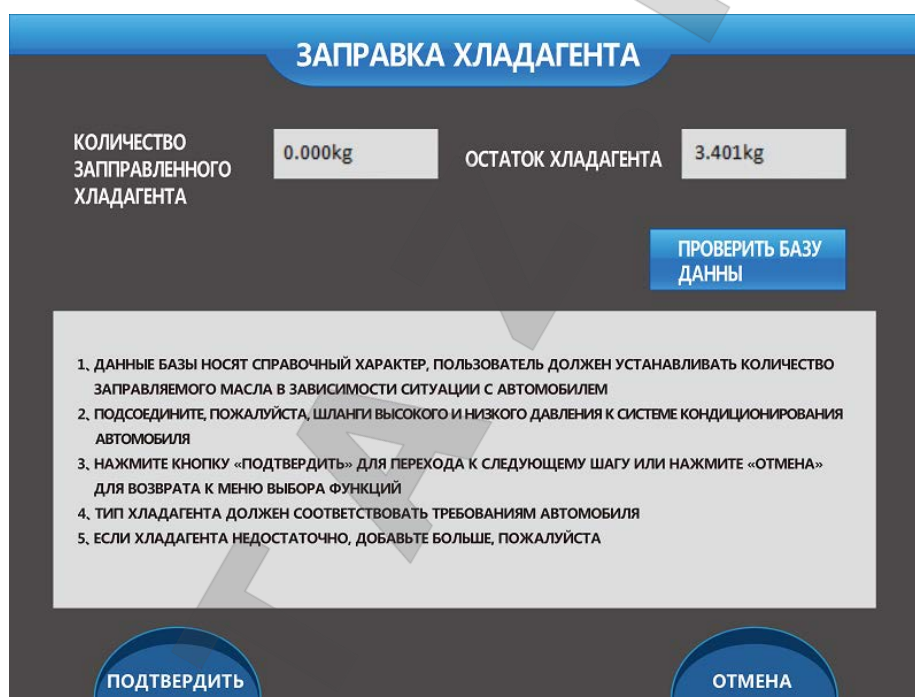 ЗАПРАВКА ХЛАДАГЕНТА
КОЛИЧЕСТВО
ЗАППРАВЛЕННОГО
ХЛАДАГЕНТА
0.000kg
ОСТАТОК ХЛАДАГЕНТА
3.401kg
ПРОВЕРИТЬ БАЗУ
ДАННЫ
1、ДАННЫЕ БАЗЫ НОСЯТ СПРАВОЧНЫЙ ХАРАКТЕР, ПОЛЬЗОВАТЕЛЬ ДОЛЖЕН УСТАНАВЛИВАТЬ КОЛИЧЕСТВО
ЗАПРАВЛЯЕМОГО МАСЛА В ЗАВИСИМОСТИ СИТУАЦИИ С АВТОМОБИЛЕМ
2、ПОДСОЕДИНИТЕ, ПОЖАЛУЙСТА, ШЛАНГИ ВЫСОКОГО И НИЗКОГО ДАВЛЕНИЯ К СИСТЕМЕ КОНДИЦИОНИРОВАНИЯ
АВТОМОБИЛЯ
3、НАЖМИТЕ КНОПКУ «ПОДТВЕРДИТЬ» ДЛЯ ПЕРЕХОДА К СЛЕДУЮЩЕМУ ШАГУ ИЛИ НАЖМИТЕ «ОТМЕНА»
ДЛЯ ВОЗВРАТА К МЕНЮ ВЫБОРА ФУНКЦИЙ
4、ТИП ХЛАДАГЕНТА ДОЛЖЕН СООТВЕТСТВОВАТЬ ТРЕБОВАНИЯМ АВТОМОБИЛЯ
5、ЕСЛИ ХЛАДАГЕНТА НЕДОСТАТОЧНО, ДОБАВЬТЕ БОЛЬШЕ, ПОЖАЛУЙСТА
ПОДТВЕРДИТЬ
ОТМЕНА